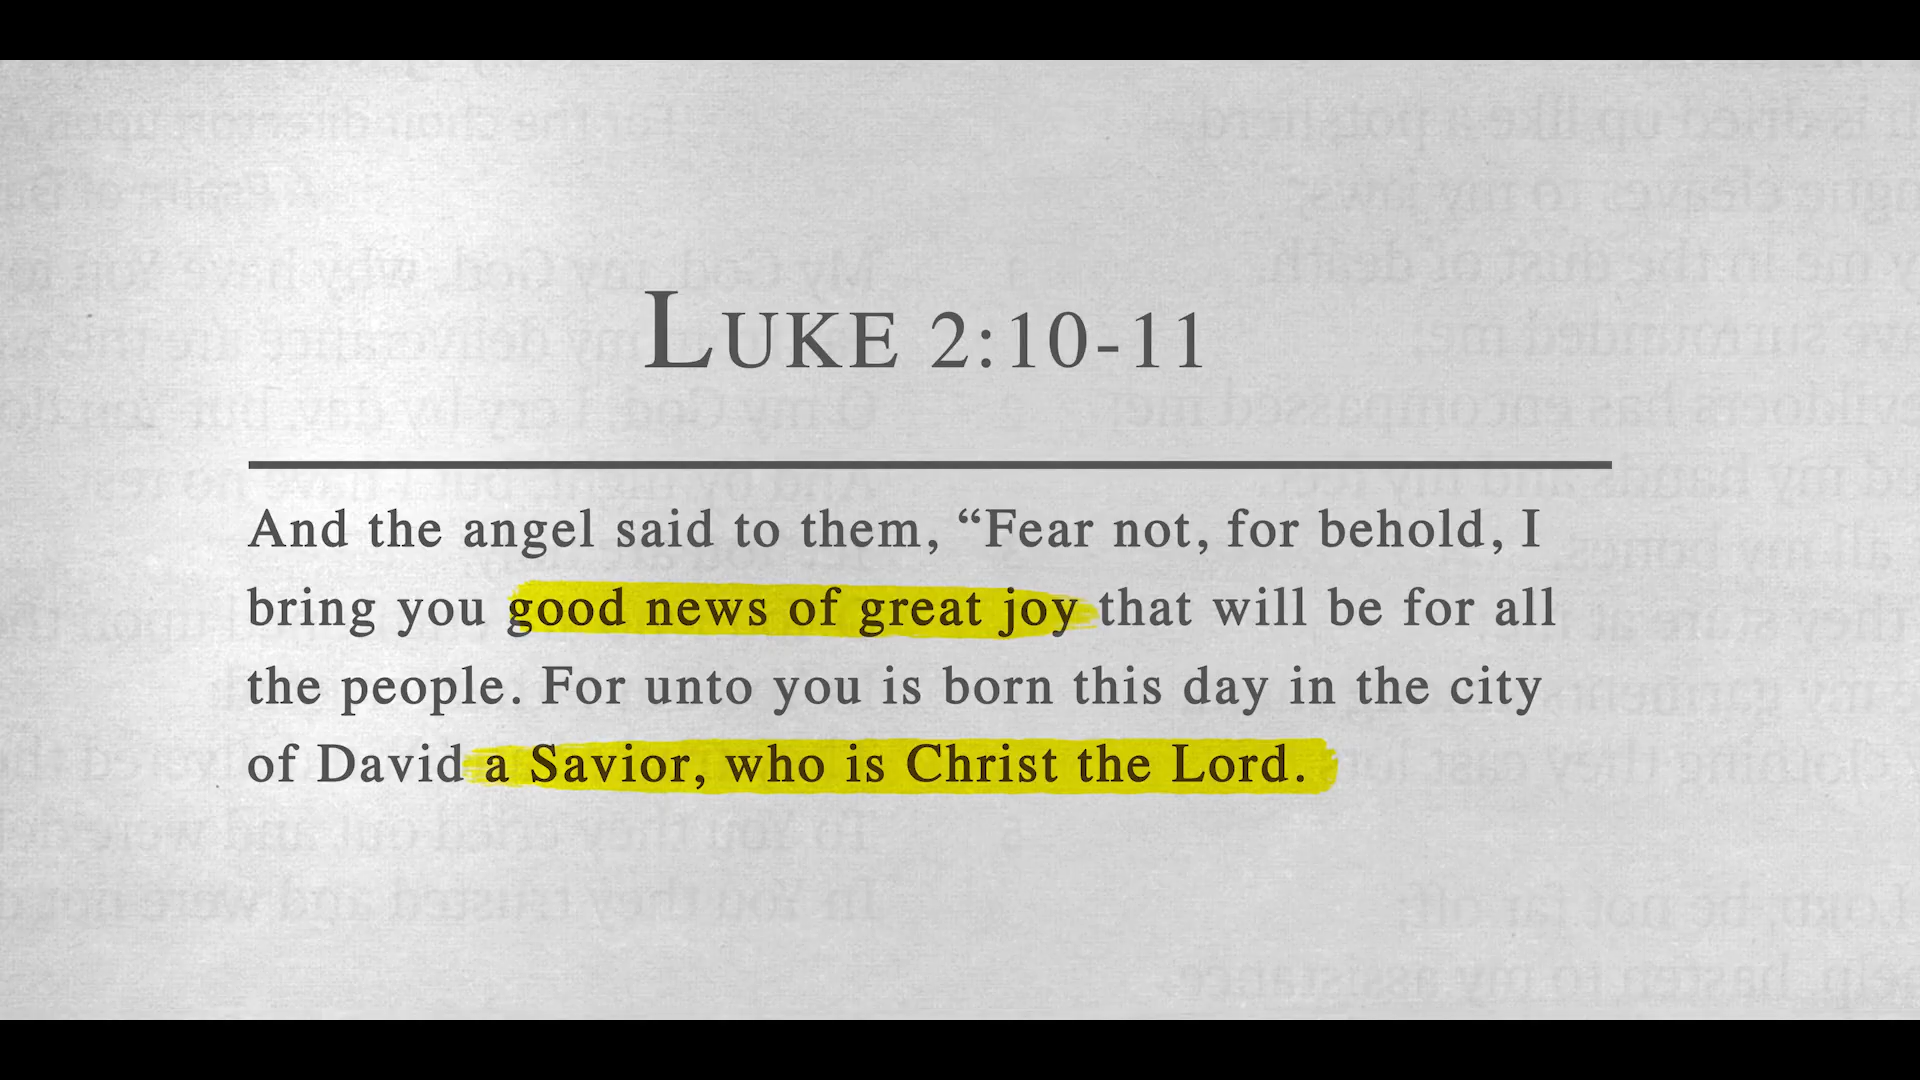 LUKE 2:10-11
And the angel said to them, “Fear not, for behold, I
bring you good news of great joy that will be for all
the people. For unto you is born this day in the city
of David a Savior, who is Christ the Lord.